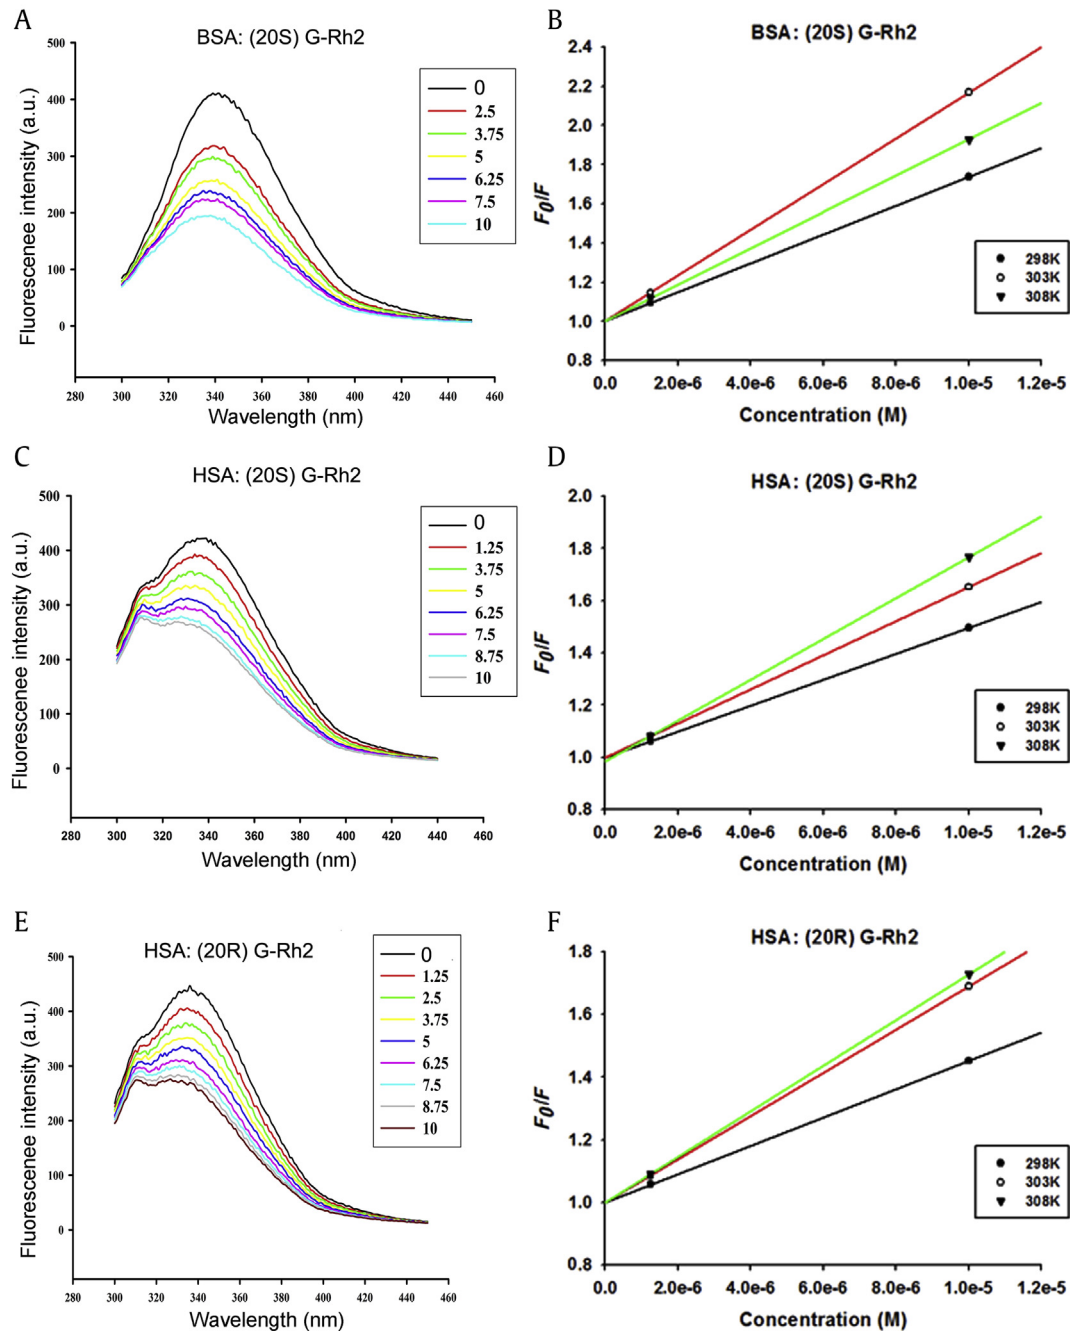 A
BSA: (20S) G-Rh2
Fluorescenee intensity (a.u.)
500
400
300
200
100
0
280 300 320 340 360 380 400 420 440 460
Wavelength (nm)
0
2.5
3.75
5
6.25
7.5
10
B
BSA: (20S) G-Rh2
F0/F
2.4
2.2
2.0
1.8
1.6
1.4
1.2
1.0
0.8
0.0 2.0e-6 4.0e-6 6.0e-6 8.0e-6 1.0e-5 1.2e-5
Concentration (M)
298K
303K
308K
C
HSA: (20S) G-Rh2
Fluorescenee intensity (a.u.)
500
400
300
200
100
0
280 300 320 340 360 380 400 420 440 460
Wavelength (nm)
0
1.25
3.75
5
6.25
7.5
8.75
10
D
HSA: (20S) G-Rh2
F0/F
2.0
1.8
1.6
1.4
1.2
1.0
0.8
0.0 2.0e-6 4.0e-6 6.0e-6 8.0e-6 1.0e-5 1.2e-5
Concentration (M)
298K
303K
308K
E
HSA: (20R) G-Rh2
Fluorescenee intensity (a.u.)
500
400
300
200
100
0
280 300 320 340 360 380 400 420 440 460
Wavelength (nm)
0
1.25
2.5
3.75
5
6.25
7.5
8.75
10
F
HSA: (20R) G-Rh2
F0/F
1.8
1.6
1.4
1.2
1.0
0.8
0.0 2.0e-6 4.0e-6 6.0e-6 8.0e-6 1.0e-5 1.2e-5
Concentration (M)
298K
303K
308K